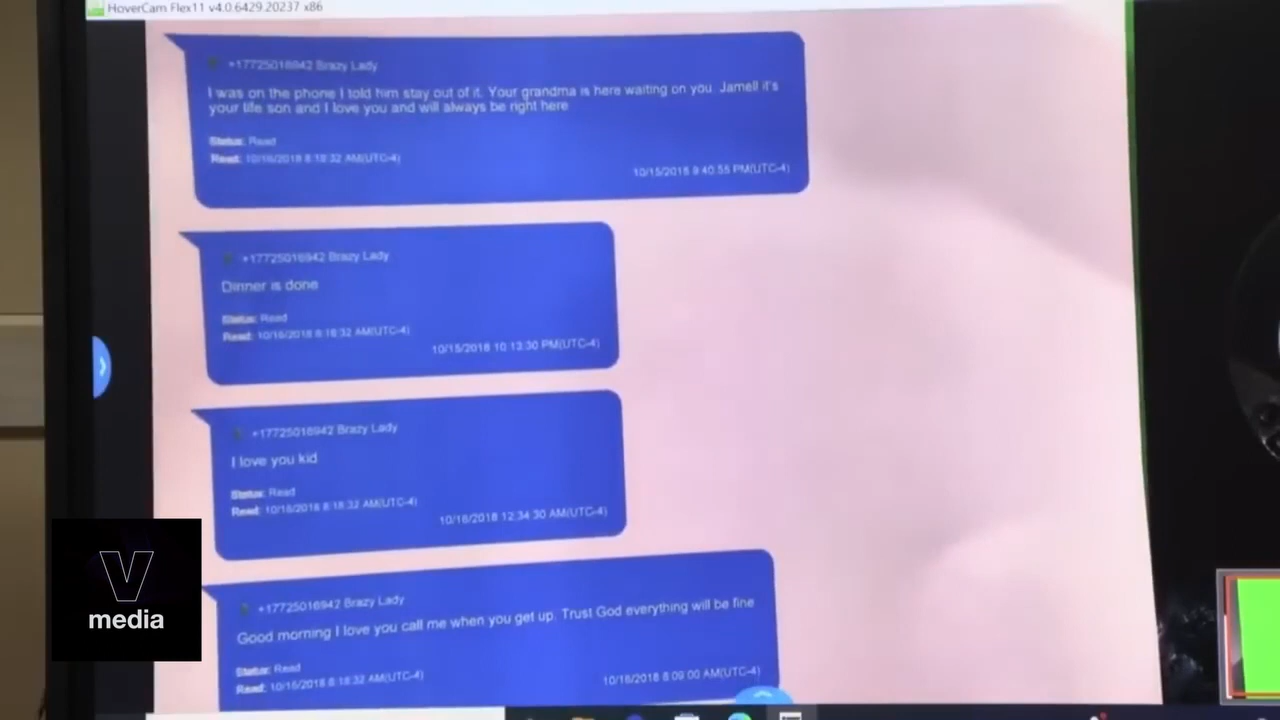 HoverCam Flex11 v4.0.6429.20237 x86
+17725016942 Brazy Lady
I was on the phone I told him stay out of it. Your grandma is here waiting on you. Jamell it's
your life son and I love you and will always be right here
Status: Read
Read: 10/16/2018 8:18:32 AM(UTC-4)
10/15/2018 9:40:55 PM(UTC-4)
+17725016942 Brazy Lady
Dinner is done
Status: Read
Read: 10/16/2018 8:18:32 AM(UTC-4)
10/15/2018 10:13:30 PM(UTC-4)
+17725016942 Brazy Lady
I love you kid
Status: Read
Read: 10/16/2018 8:18:32 AM(UTC-4)
10/16/2018 12:34:30 AM(UTC-4)
+17725016942 Brazy Lady
Good morning I love you call me when you get up. Trust God everything will be fine
Status: Read
Read: 10/16/2018 8:18:32 AM(UTC-4)
10/16/2018 8:09:00 AM(UTC-4)
V
media